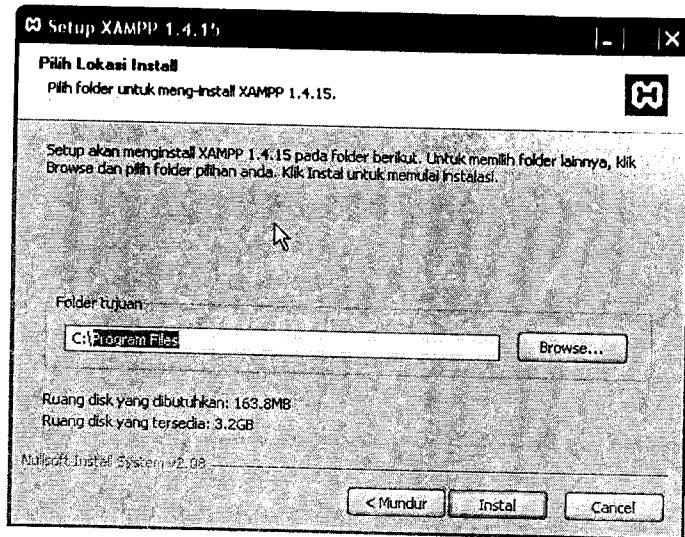 Setup XAMPP 1.4.15
Pilih Lokasi Install
Pilih folder untuk meng-install XAMPP 1.4.15.
Setup akan menginstall XAMPP 1.4.15 pada folder berikut. Untuk memilih folder lainnya, klik
Browse dan pilih folder pilihan anda. Klik Instal untuk memulai instalasi.
Folder tujuan
C:\Program Files
Browse...
Ruang disk yang dibutuhkan: 163.8MB
Ruang disk yang tersedia: 3.2GB
Nullsoft Install System v2.08
< Mundur
Instal
Cancel